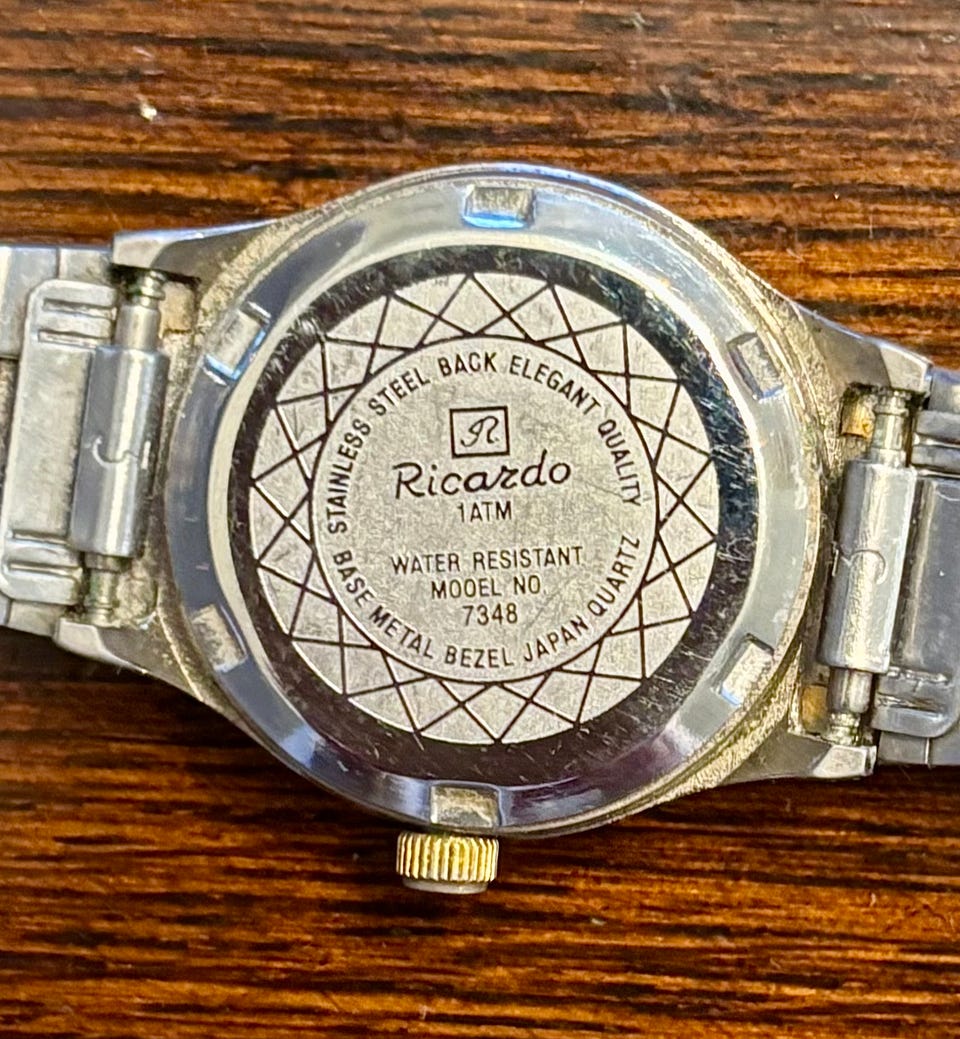 STAINLESS STEEL BACK ELEGANT QUALITY
R
Ricardo
1ATM
WATER RESISTANT
MODEL NO.
7348
BASE METAL BEZEL JAPAN QUARTZ